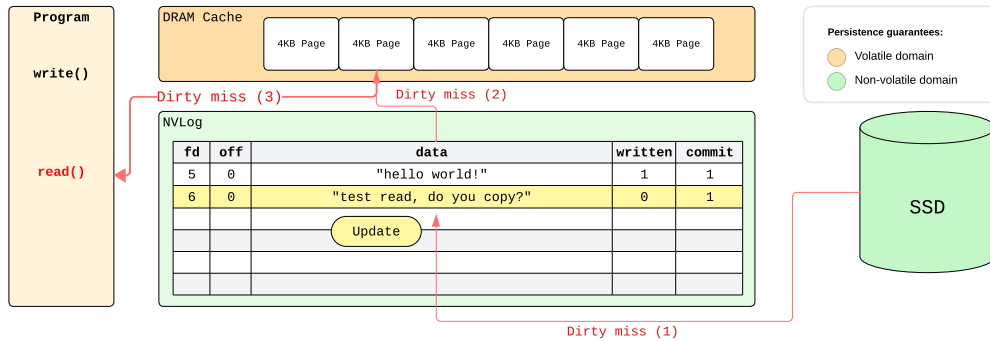 Program
write()
read()
DRAM Cache
4KB Page 4KB Page 4KB Page 4KB Page 4KB Page 4KB Page
Dirty miss (3)
Dirty miss (2)
NVLog
fd off data written commit
5 0 "hello world!" 1 1
6 0 "test read, do you copy?" 0 1
Update
Dirty miss (1)
Persistence guarantees:
Volatile domain
Non-volatile domain
SSD